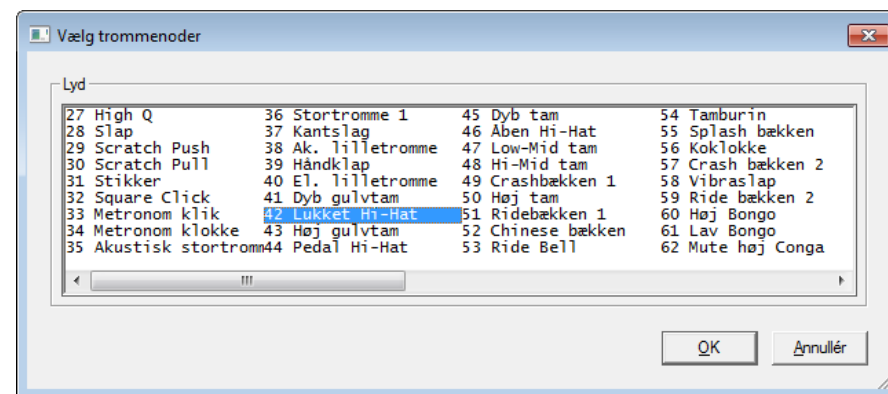 Vælg trommenoder
Lyd
27 High Q
28 Slap
29 Scratch Push
30 Scratch Pull
31 Stikker
32 Square Click
33 Metronom klik
34 Metronom klokke
35 Akustisk stortromm
36 Stortromme 1
37 Kantslag
38 Ak. lilletromme
39 Håndklap
40 El. lilletromme
41 Dyb gulvtam
42 Lukket Hi-Hat
43 Høj gulvtam
44 Pedal Hi-Hat
45 Dyb tam
46 Åben Hi-Hat
47 Low-Mid tam
48 Hi-Mid tam
49 Crashbækken 1
50 Høj tam
51 Ridebækken 1
52 Chinese bækken
53 Ride Bell
54 Tamburin
55 Splash bækken
56 Koklokke
57 Crash bækken 2
58 Vibraslap
59 Ride bækken 2
60 Høj Bongo
61 Lav Bongo
62 Mute høj Conga
OK
Annullér